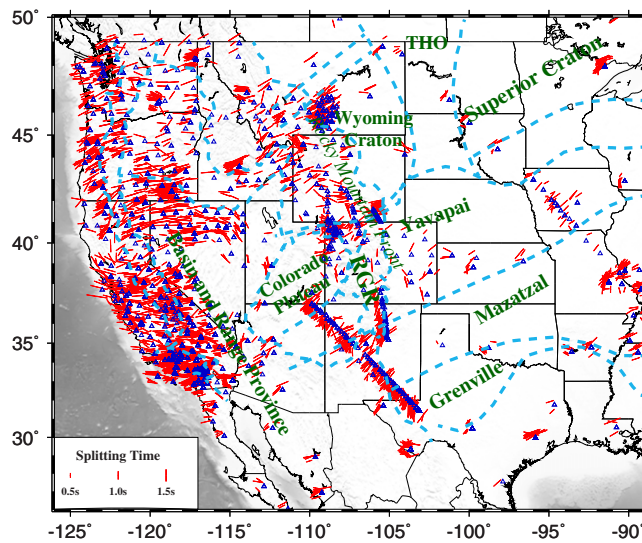 50°
45°
40°
35°
30°
THO
Superior Craton
Wyoming
Craton
Yavapai
Colorado
Plateau
RGR
Mazatzal
Basin and Range Province
Grenville
Splitting Time
0.5s 1.0s 1.5s
-125° -120° -115° -110° -105° -100° -95° -90°